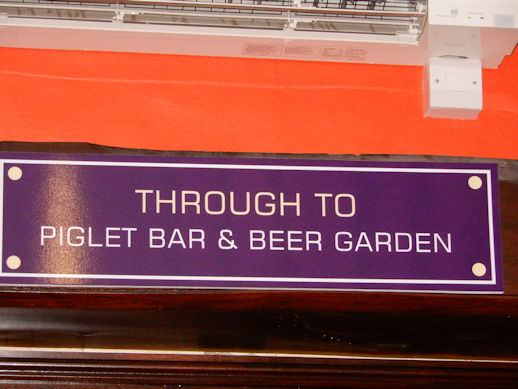 THROUGH TO
PIGLET BAR & BEER GARDEN